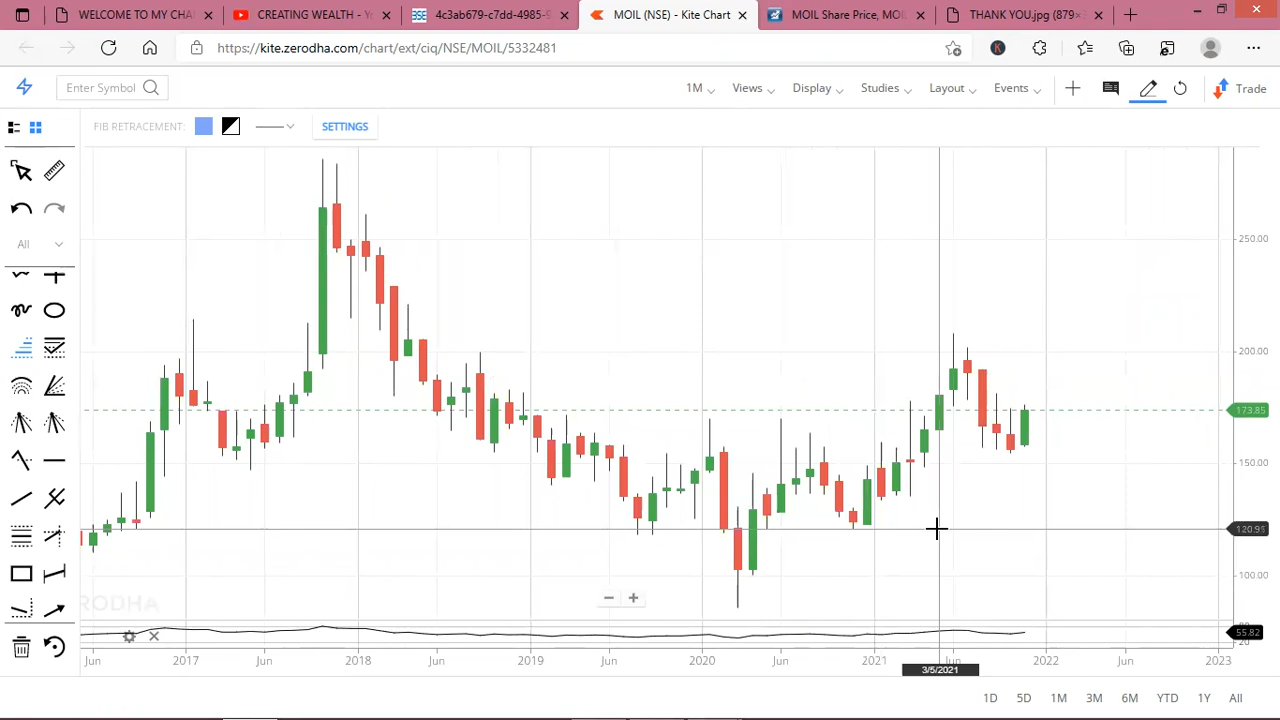 WELCOME TO MY CHA
CREATING WEALTH - Y
4c3ab679-c7dd-4985-9
MOIL (NSE) - Kite Chart
MOIL Share Price, MO
THANK YOU.jpg (879×
https://kite.zerodha.com/chart/ext/ciq/NSE/MOIL/5332481
Enter Symbol
1M
Views
Display
Studies
Layout
Events
Trade
FIB RETRACEMENT:
SETTINGS
All
250.00
200.00
173.85
150.00
120.95
100.00
RODHA
55.82
20
Jun
2017
Jun
2018
Jun
2019
Jun
2020
Jun
2021
Jun
2022
Jun
2023
3/5/2021
1D
5D
1M
3M
6M
YTD
1Y
All